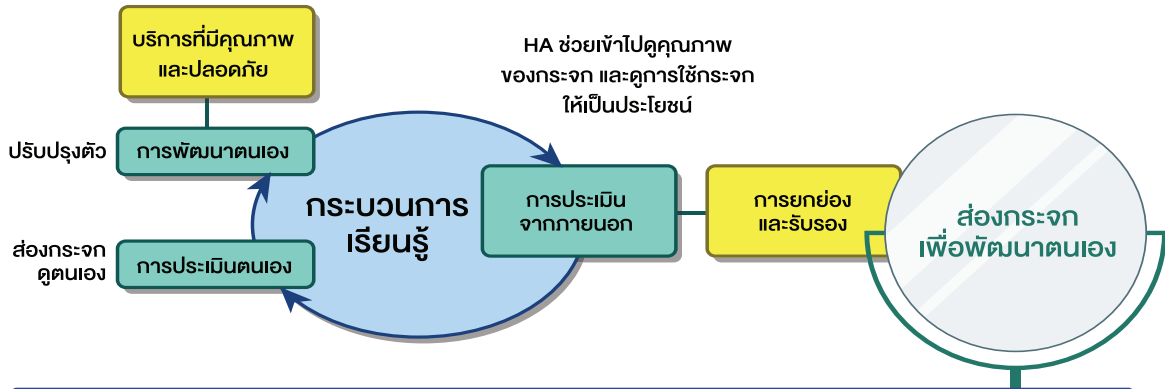 บริการที่มีคุณภาพ
และปลอดภัย
HA ช่วยเข้าไปดูคุณภาพ
ของกระจก และดูการใช้กระจก
ให้เป็นประโยชน์
ปรับปรุงตัว
การพัฒนาตนเอง
กระบวนการ
เรียนรู้
การประเมิน
จากภายนอก
การยกย่อง
และรับรอง
ส่องกระจก
เพื่อพัฒนาตนเอง
ส่องกระจก
ดูตนเอง
การประเมินตนเอง